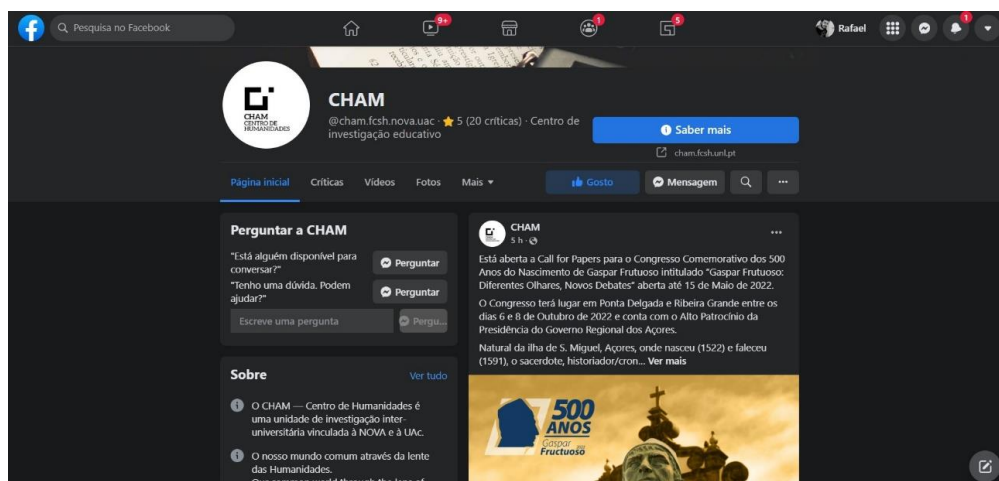 Pesquisa no Facebook
9+
1
5
Rafael
1
CHAM
CENTRO DE
HUMANIDADES
CHAM
@cham.fcsh.nova.uac · 5 (20 críticas) · Centro de
investigação educativo
Saber mais
cham.fcsh.unl.pt
Página inicial
Críticas
Vídeos
Fotos
Mais
Gosto
Mensagem
Perguntar a CHAM
"Está alguém disponível para
conversar?"
Perguntar
"Tenho uma dúvida. Podem
ajudar?"
Perguntar
Escreve uma pergunta
Pergu...
Sobre
Ver tudo
O CHAM — Centro de Humanidades é
uma unidade de investigação inter-
universitária vinculada à NOVA e à UAc.
O nosso mundo comum através da lente
das Humanidades.
Our common world through the lens of
CHAM
5 h ·
Está aberta a Call for Papers para o Congresso Comemorativo dos 500
Anos do Nascimento de Gaspar Frutuoso intitulado "Gaspar Frutuoso:
Diferentes Olhares, Novos Debates" aberta até 15 de Maio de 2022.
O Congresso terá lugar em Ponta Delgada e Ribeira Grande entre os
dias 6 e 8 de Outubro de 2022 e conta com o Alto Patrocínio da
Presidência do Governo Regional dos Açores.
Natural da ilha de S. Miguel, Açores, onde nasceu (1522) e faleceu
(1591), o sacerdote, historiador/cron... Ver mais
500
ANOS
Gaspar
Fructuoso